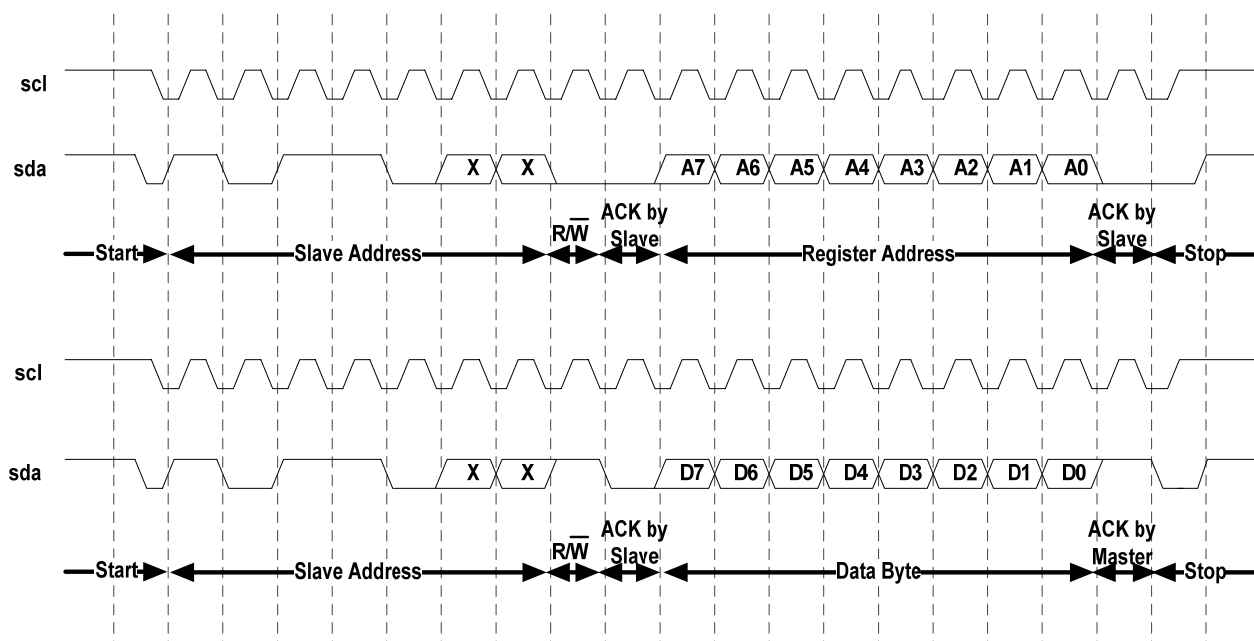 scl
sda X X A7 A6 A5 A4 A3 A2 A1 A0
Start Slave Address R/W̅ ACK by Slave Register Address ACK by Slave Stop
scl
sda X X D7 D6 D5 D4 D3 D2 D1 D0
Start Slave Address R/W̅ ACK by Slave Data Byte ACK by Master Stop